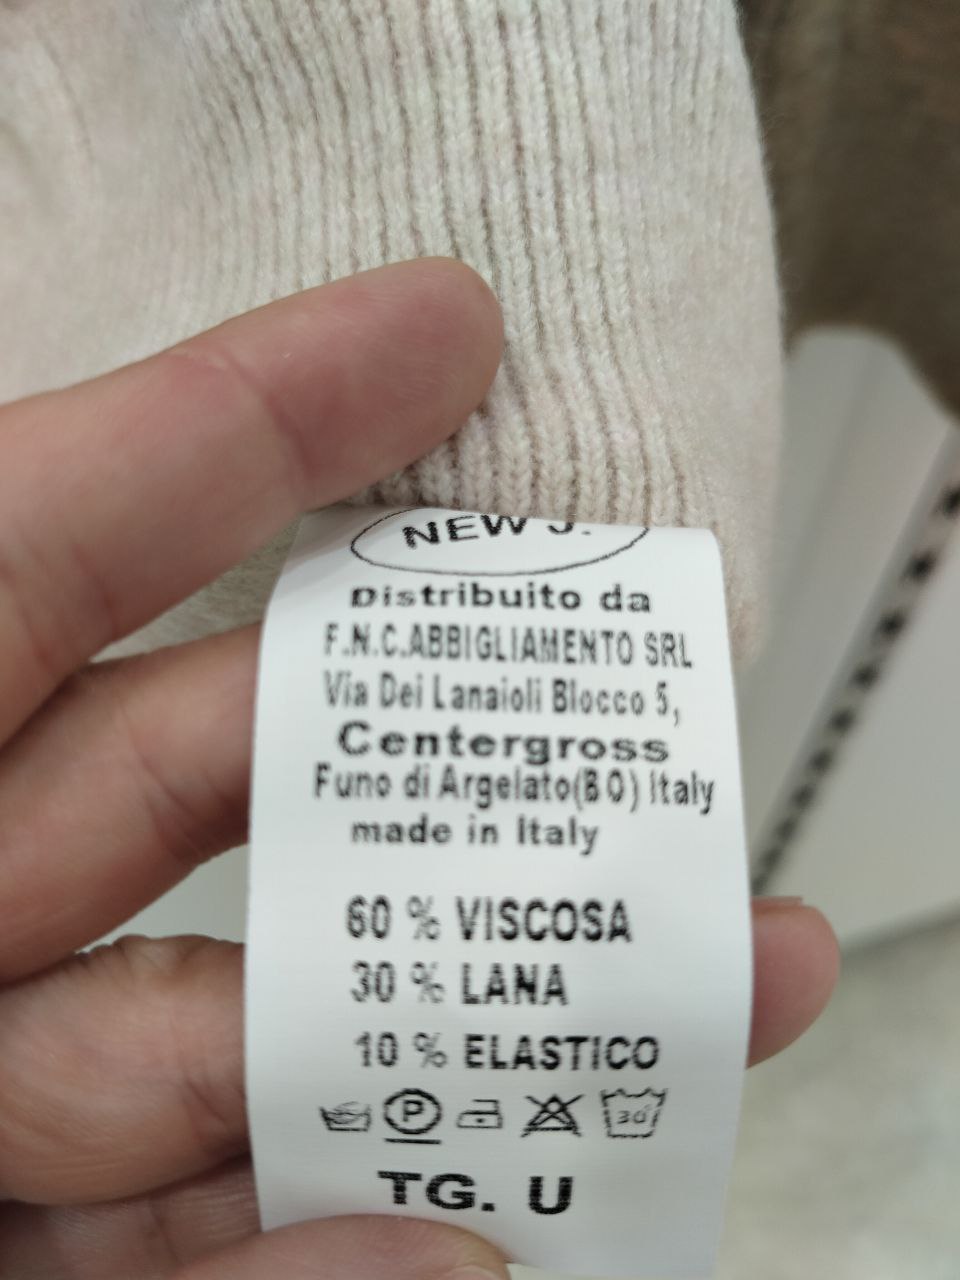 NEW J.
Distribuito da
F.N.C.ABBIGLIAMENTO SRL
Via Dei Lanaioli Blocco 5,
Centergross
Funo di Argelato(BO) Italy
made in Italy
60 % VISCOSA
30 % LANA
10 % ELASTICO
P 30°
TG. U